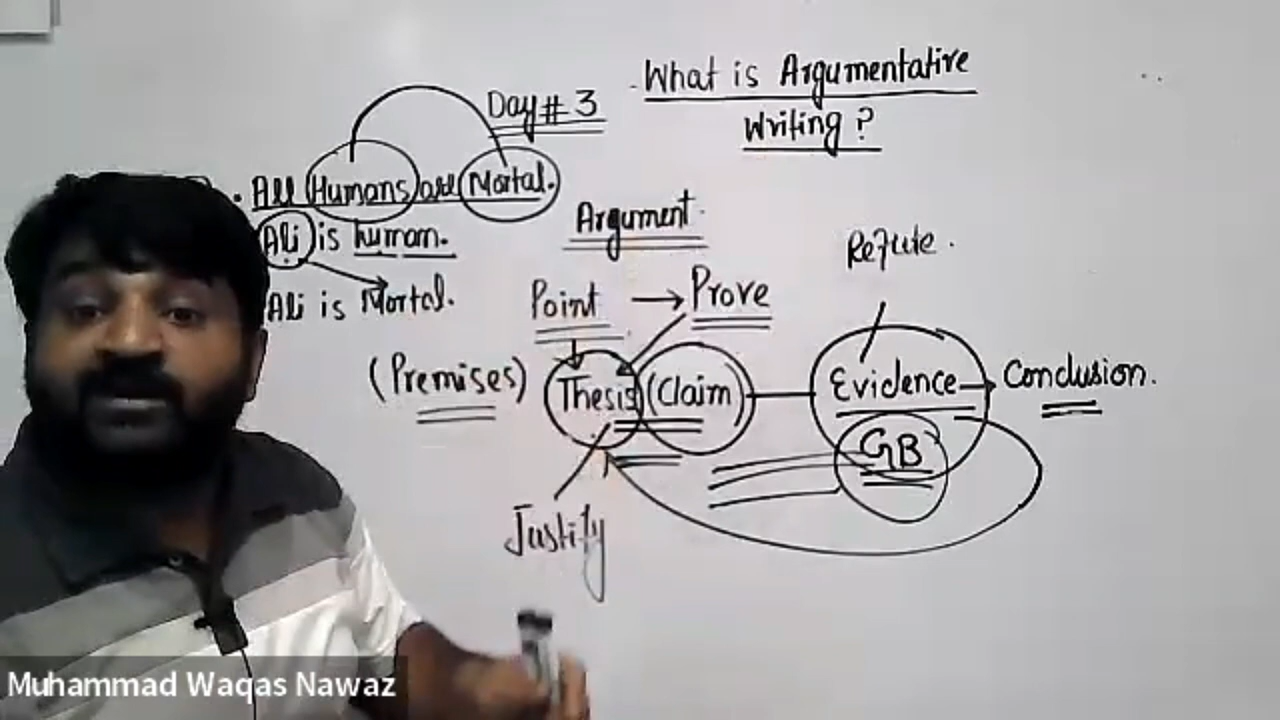 What is Argumentative
Writing?
Day # 3
All Humans are Mortal.
Ali is human.
Ali is Mortal.
Argument.
Refute.
Point → Prove
(Premises) Thesis (Claim) Evidence → Conclusion.
GB
Justify
Muhammad Waqas Nawaz